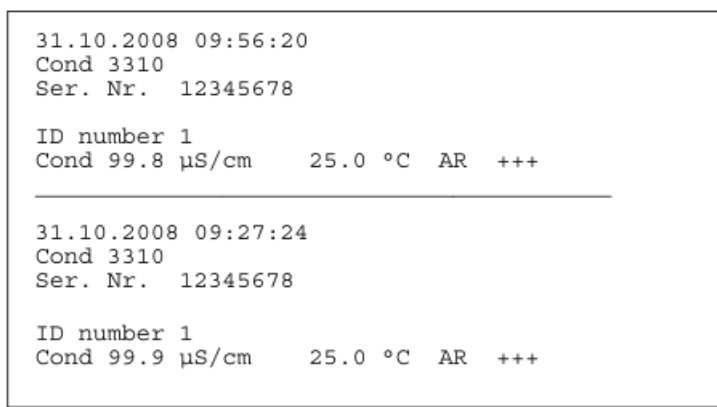 31.10.2008 09:56:20
Cond 3310
Ser. Nr.  12345678
ID number 1
Cond 99.8 µS/cm    25.0 °C  AR  +++
31.10.2008 09:27:24
Cond 3310
Ser. Nr.  12345678
ID number 1
Cond 99.9 µS/cm    25.0 °C  AR  +++